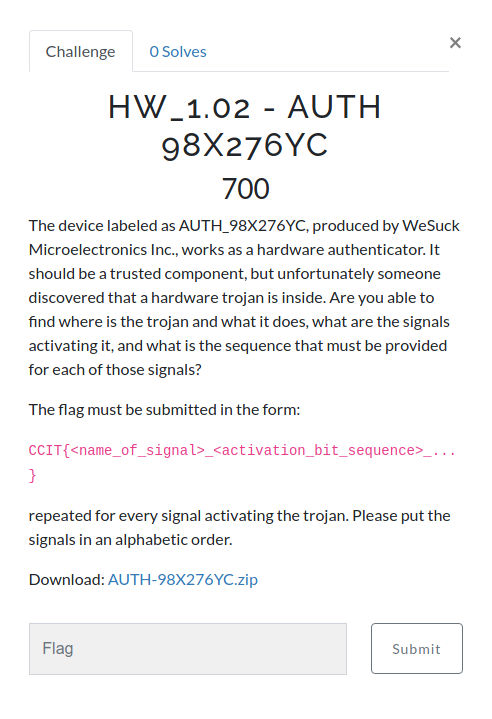 Challenge
0 Solves
×
HW_1.02 - AUTH
98X276YC
700
The device labeled as AUTH_98X276YC, produced by WeSuck
Microelectronics Inc., works as a hardware authenticator. It
should be a trusted component, but unfortunately someone
discovered that a hardware trojan is inside. Are you able to
find where is the trojan and what it does, what are the signals
activating it, and what is the sequence that must be provided
for each of those signals?
The flag must be submitted in the form:
CCIT{<name_of_signal>_<activation_bit_sequence>_...
}
repeated for every signal activating the trojan. Please put the
signals in an alphabetic order.
Download: AUTH-98X276YC.zip
Flag
Submit